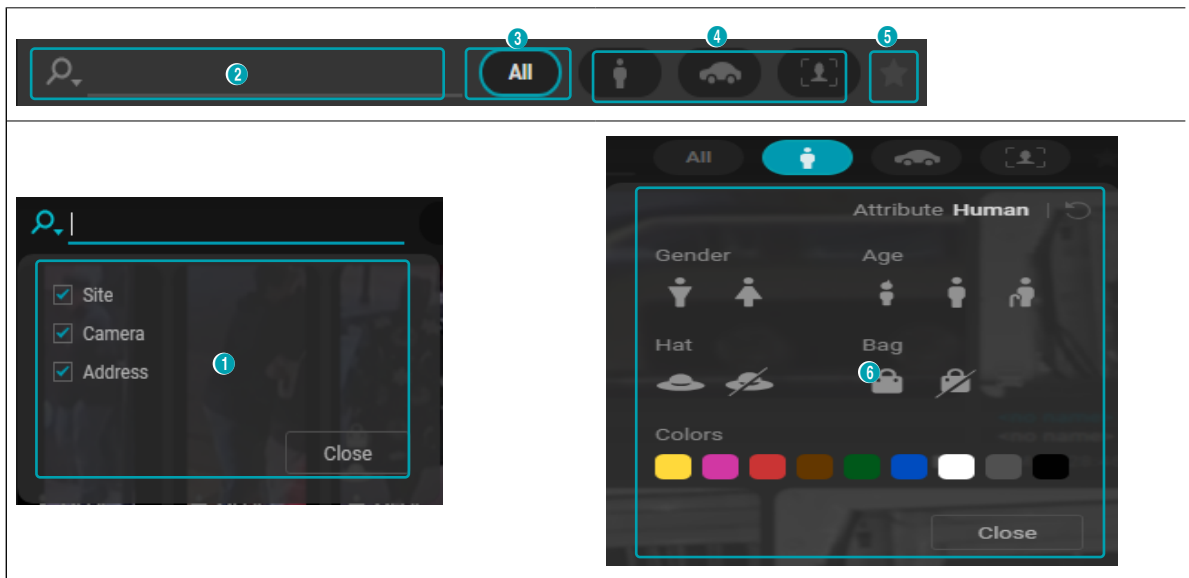 3
4
5
2
All
All
Attribute Human |
Gender
Age
Hat
Bag
6
Colors
Close
Site
Camera
Address
1
Close